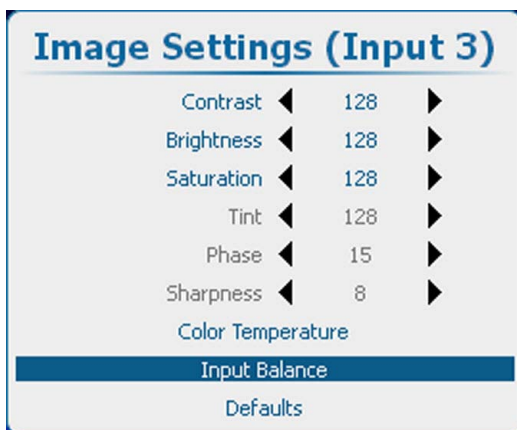 Image Settings (Input 3)
Contrast 128
Brightness 128
Saturation 128
Tint 128
Phase 15
Sharpness 8
Color Temperature
Input Balance
Defaults